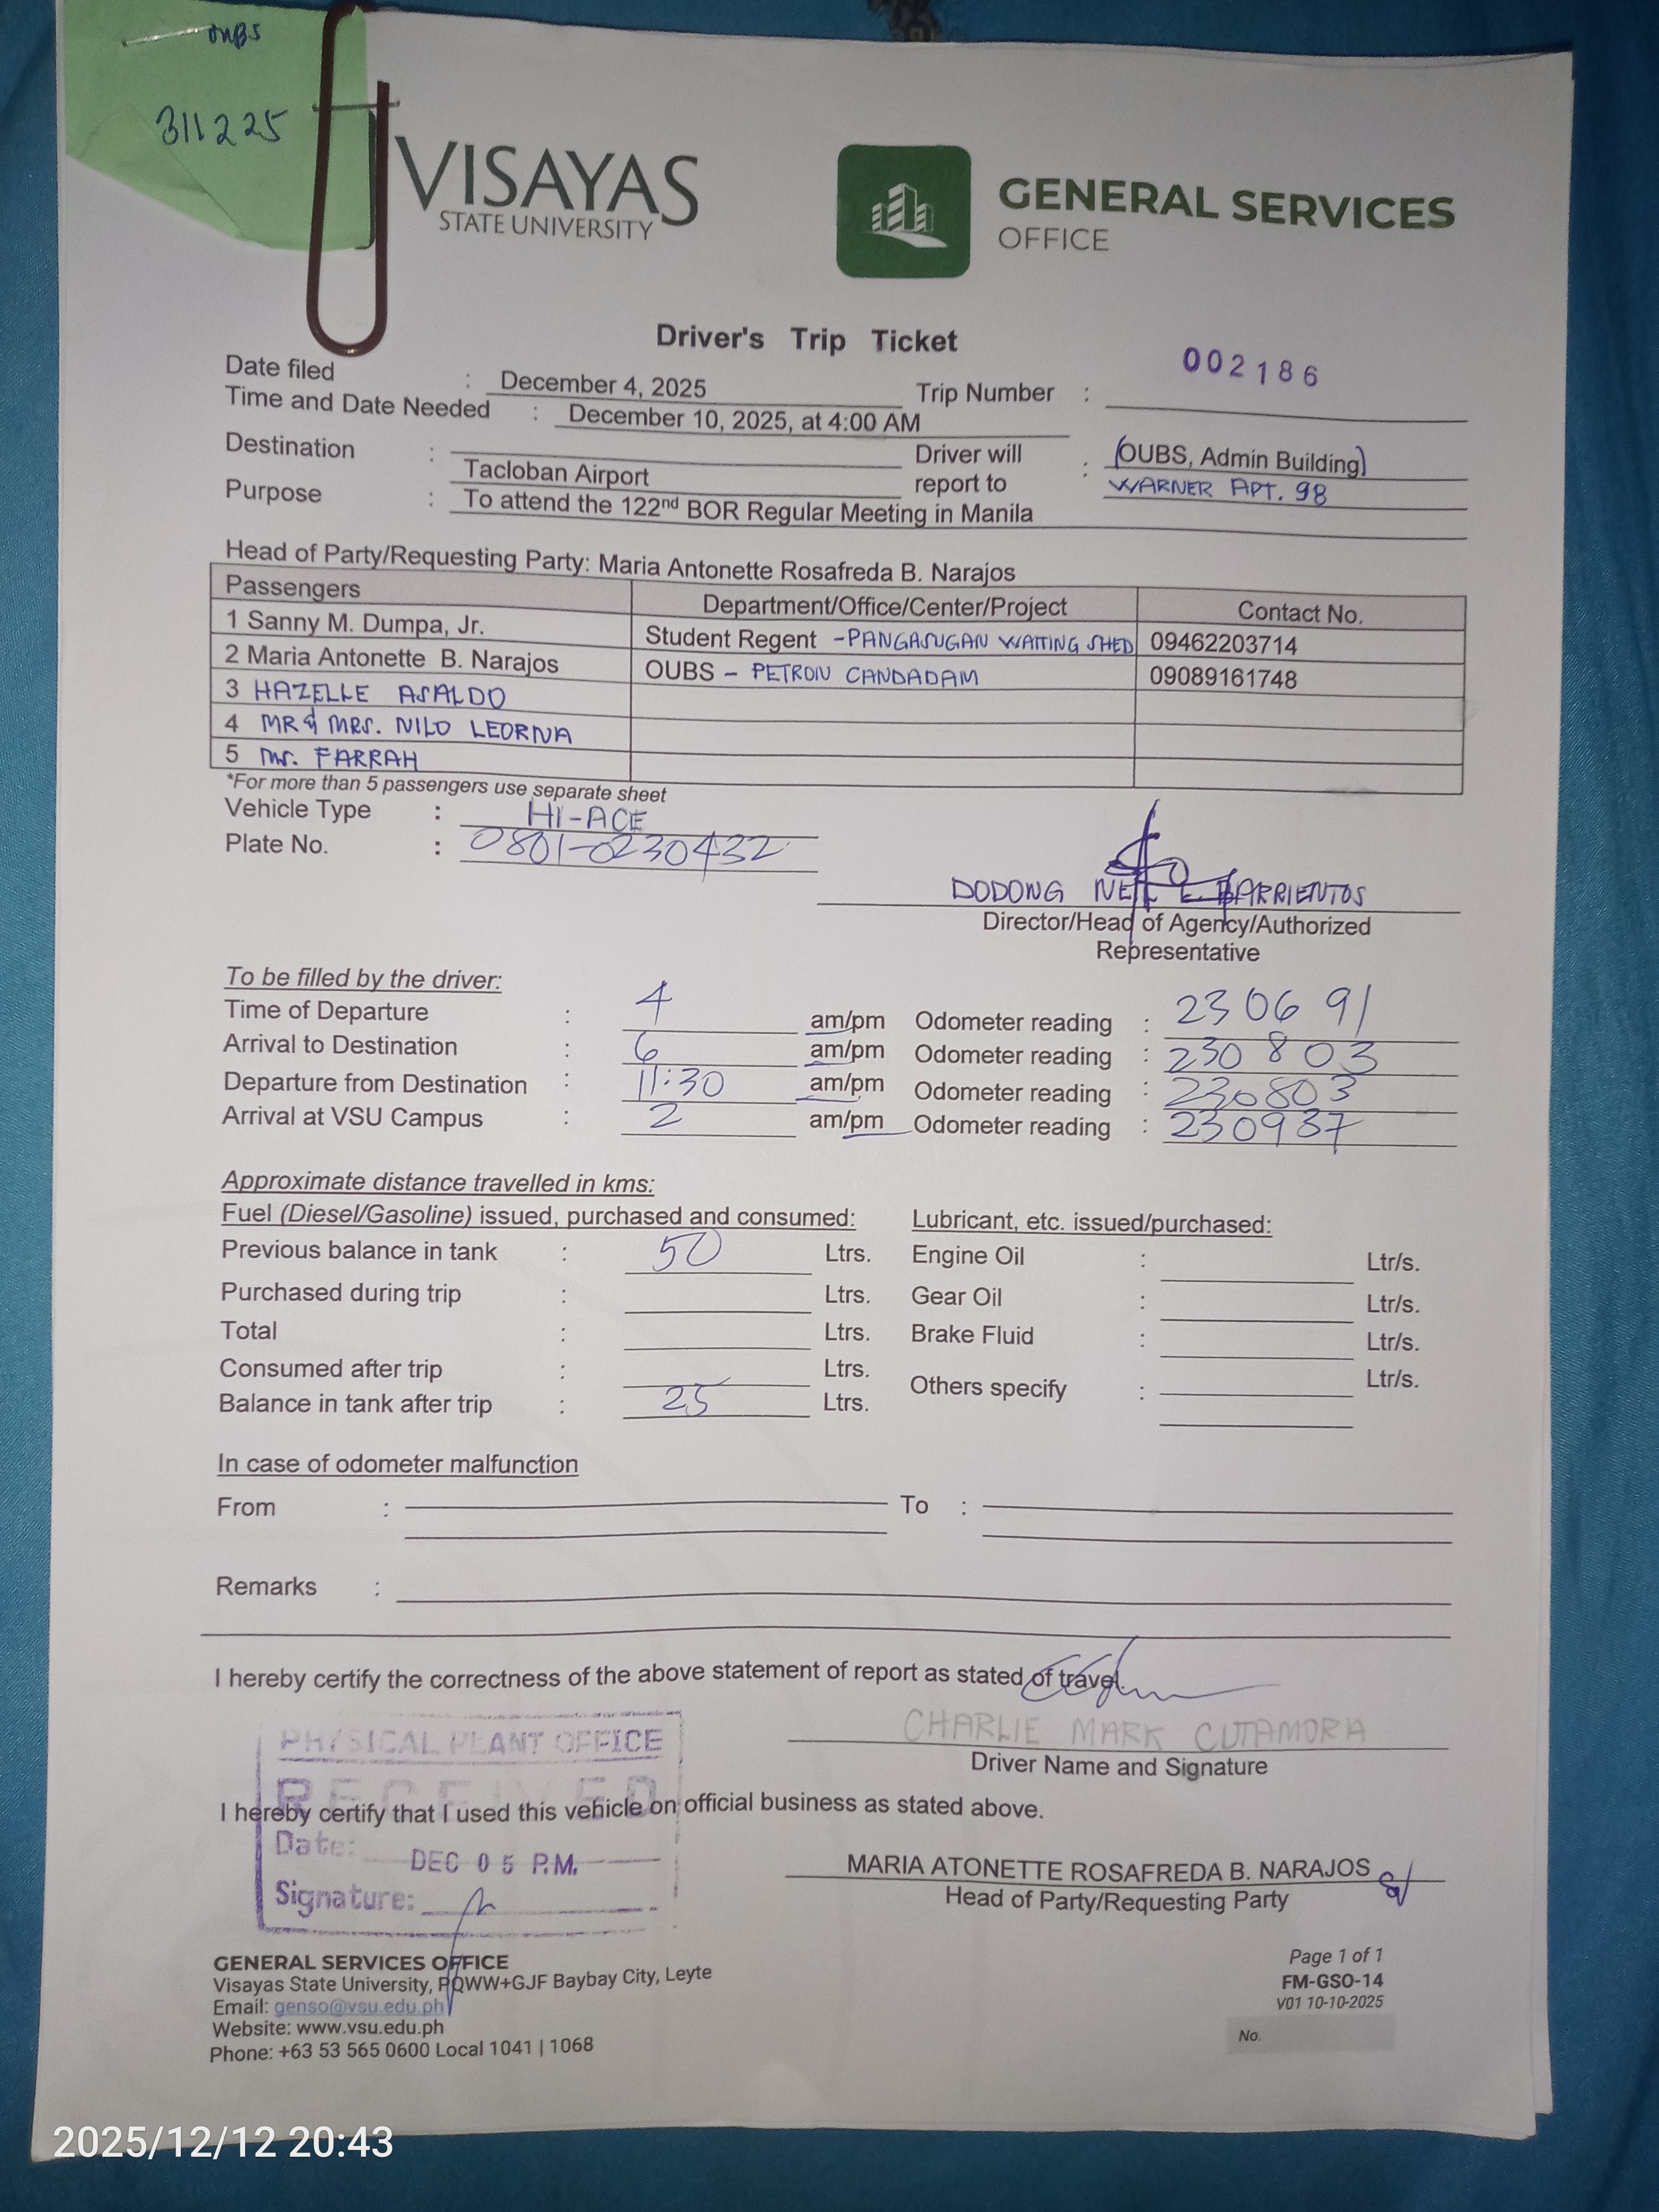 OUBS
311225
VISAYAS
STATE UNIVERSITY
GENERAL SERVICES
OFFICE
Driver's Trip Ticket
002186
Date filed : December 4, 2025 Trip Number :
Time and Date Needed : December 10, 2025, at 4:00 AM
Destination : Tacloban Airport Driver will report to : (OUBS, Admin Building)
WARNER APT. 98
Purpose : To attend the 122nd BOR Regular Meeting in Manila
Head of Party/Requesting Party: Maria Antonette Rosafreda B. Narajos
Passengers Department/Office/Center/Project Contact No.
1 Sanny M. Dumpa, Jr. Student Regent - PANGASUGAN WAITING SHED 09462203714
2 Maria Antonette B. Narajos OUBS - PETRON CANDADAM 09089161748
3 HAZELLE ASALDO
4 MR & MRS. NILO LEORNA
5 FARRAH
*For more than 5 passengers use separate sheet
Vehicle Type : HI-ACE
Plate No. : 0801-0230432
DODONG NEIL E. BARRIENTOS
Director/Head of Agency/Authorized
Representative
To be filled by the driver:
Time of Departure : 4 am/pm Odometer reading : 230691
Arrival to Destination : 6 am/pm Odometer reading : 230803
Departure from Destination : 11:30 am/pm Odometer reading : 230803
Arrival at VSU Campus : 2 am/pm Odometer reading : 230937
Approximate distance travelled in kms:
Fuel (Diesel/Gasoline) issued, purchased and consumed: Lubricant, etc. issued/purchased:
Previous balance in tank : 50 Ltrs. Engine Oil : Ltr/s.
Purchased during trip : Ltrs. Gear Oil : Ltr/s.
Total : Ltrs. Brake Fluid : Ltr/s.
Consumed after trip : Ltrs. Others specify : Ltr/s.
Balance in tank after trip : 25 Ltrs.
In case of odometer malfunction
From : To :
Remarks :
I hereby certify the correctness of the above statement of report as stated of travel.
CHARLIE MARK CUTAMORA
Driver Name and Signature
PHYSICAL PLANT OFFICE
RECEIVED
I hereby certify that I used this vehicle on official business as stated above.
Date: DEC 05 P.M.
Signature:
MARIA ATONETTE ROSAFREDA B. NARAJOS
Head of Party/Requesting Party
GENERAL SERVICES OFFICE
Visayas State University, PQWW+GJF Baybay City, Leyte
Email: genso@vsu.edu.ph
Website: www.vsu.edu.ph
Phone: +63 53 565 0600 Local 1041 | 1068
Page 1 of 1
FM-GSO-14
V01 10-10-2025
No.
2025/12/12 20:43